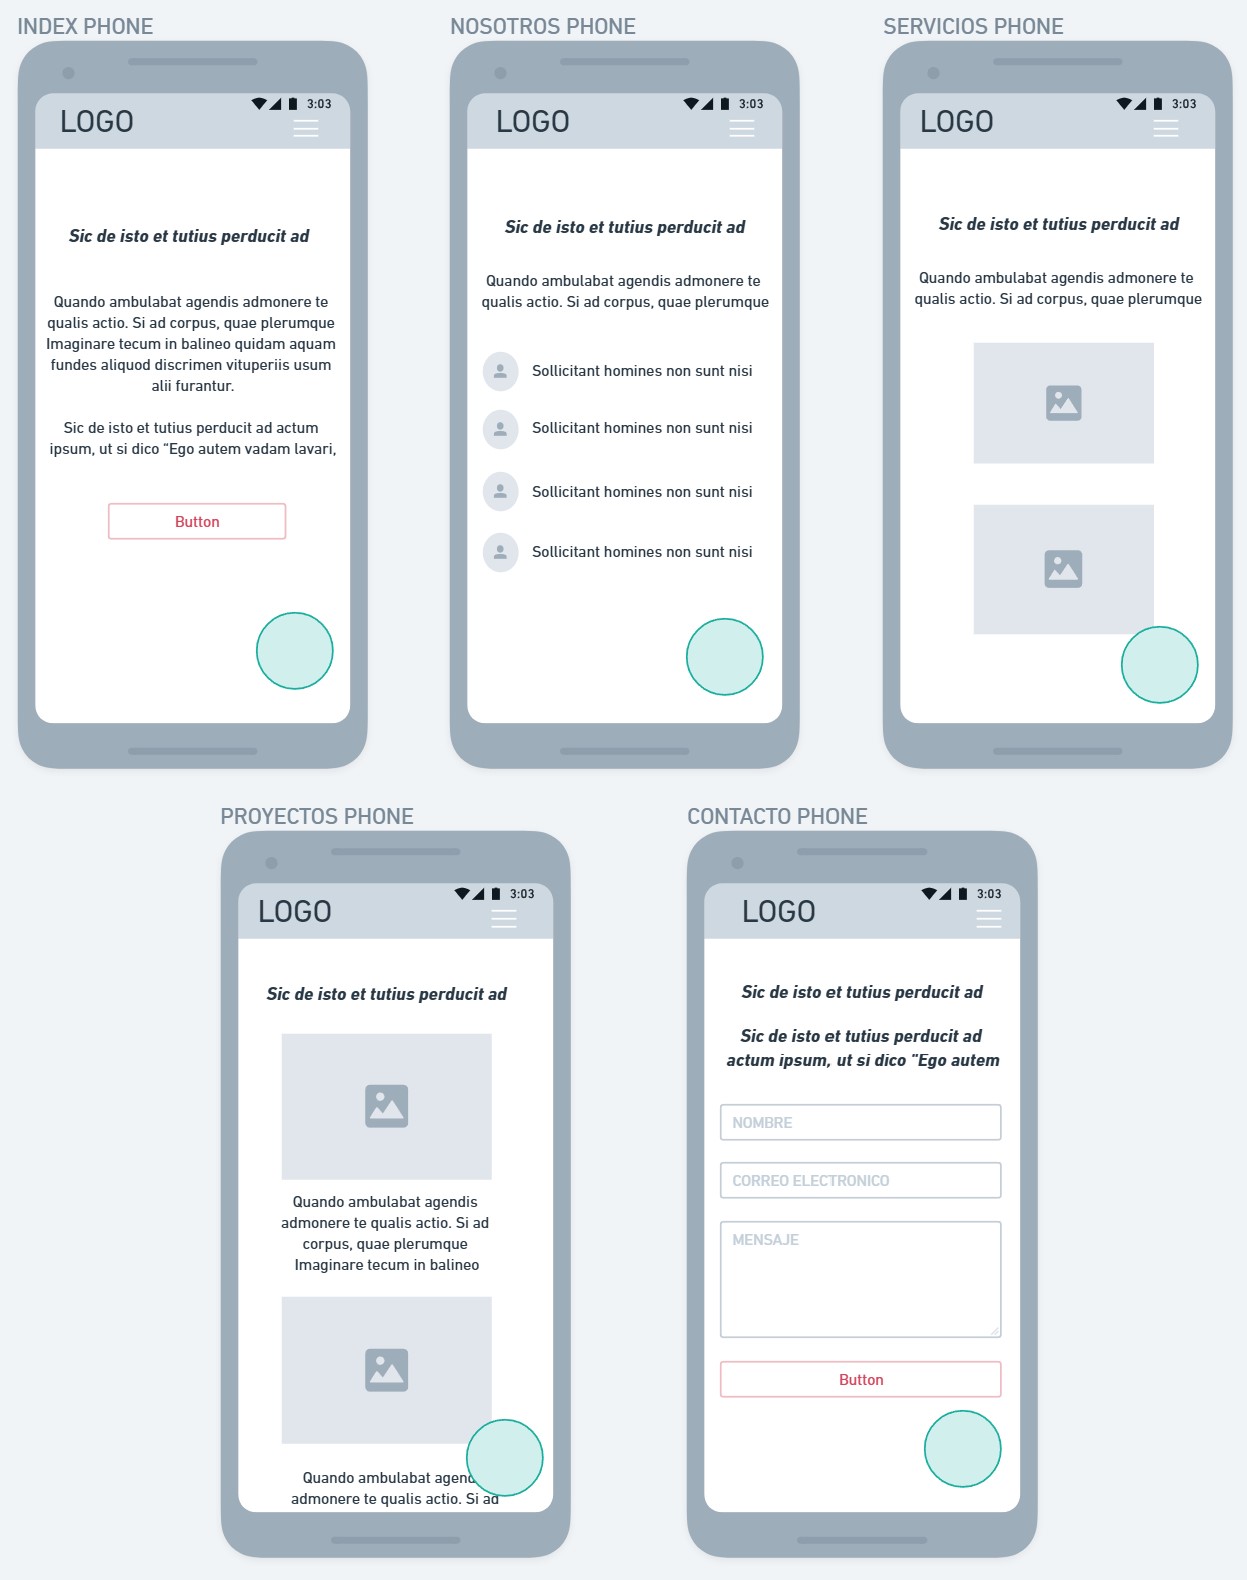 INDEX PHONE
3:03
LOGO
Sic de isto et tutius perducit ad
Quando ambulabat agendis admonere te
qualis actio. Si ad corpus, quae plerumque
Imaginare tecum in balineo quidam aquam
fundes aliquod discrimen vituperiis usum
alii furantur.
Sic de isto et tutius perducit ad actum
ipsum, ut si dico “Ego autem vadam lavari,
Button
NOSOTROS PHONE
3:03
LOGO
Sic de isto et tutius perducit ad
Quando ambulabat agendis admonere te
qualis actio. Si ad corpus, quae plerumque
Sollicitant homines non sunt nisi
Sollicitant homines non sunt nisi
Sollicitant homines non sunt nisi
Sollicitant homines non sunt nisi
SERVICIOS PHONE
3:03
LOGO
Sic de isto et tutius perducit ad
Quando ambulabat agendis admonere te
qualis actio. Si ad corpus, quae plerumque
PROYECTOS PHONE
3:03
LOGO
Sic de isto et tutius perducit ad
Quando ambulabat agendis
admonere te qualis actio. Si ad
corpus, quae plerumque
Imaginare tecum in balineo
Quando ambulabat
admonere te qualis actio. Si ad
CONTACTO PHONE
3:03
LOGO
Sic de isto et tutius perducit ad
Sic de isto et tutius perducit ad
actum ipsum, ut si dico “Ego autem
NOMBRE
CORREO ELECTRONICO
MENSAJE
Button